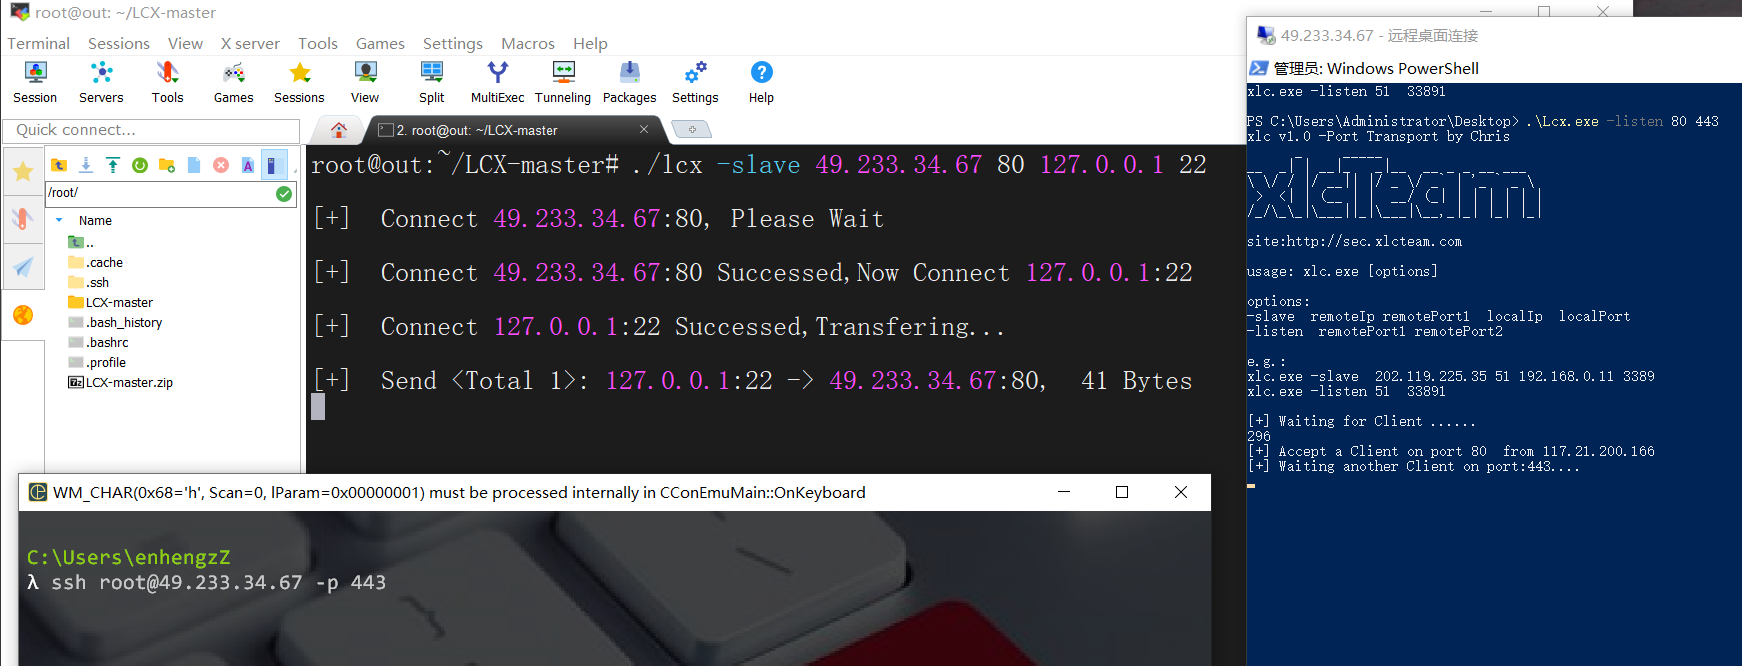 root@out: ~/LCX-master
Terminal Sessions View X server Tools Games Settings Macros Help
Session Servers Tools Games Sessions View Split MultiExec Tunneling Packages Settings Help
Quick connect...
2. root@out: ~/LCX-master
/root/
Name
..
.cache
.ssh
LCX-master
.bash_history
.bashrc
.profile
LCX-master.zip
root@out:~/LCX-master# ./lcx -slave 49.233.34.67 80 127.0.0.1 22
[+] Connect 49.233.34.67:80, Please Wait
[+] Connect 49.233.34.67:80 Successed,Now Connect 127.0.0.1:22
[+] Connect 127.0.0.1:22 Successed,Transfering...
[+] Send <Total 1>: 127.0.0.1:22 -> 49.233.34.67:80, 41 Bytes
WM_CHAR(0x68='h', Scan=0, lParam=0x00000001) must be processed internally in CConEmuMain::OnKeyboard
C:\Users\enhengzZ
λ ssh root@49.233.34.67 -p 443
49.233.34.67 - 远程桌面连接
管理员: Windows PowerShell
xlc.exe -listen 51 33891
PS C:\Users\Administrator\Desktop> .\Lcx.exe -listen 80 443
xlc v1.0 -Port Transport by Chris
xlcTeam
site:http://sec.xlcteam.com
usage: xlc.exe [options]
options:
-slave remoteIp remotePort1 localIp localPort
-listen remotePort1 remotePort2
e.g.:
xlc.exe -slave 202.119.225.35 51 192.168.0.11 3389
xlc.exe -listen 51 33891
[+] Waiting for Client ......
296
[+] Accept a Client on port 80 from 117.21.200.166
[+] Waiting another Client on port:443....